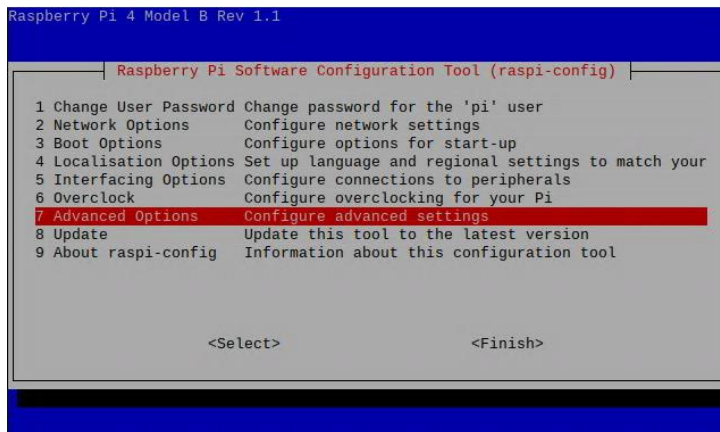 Raspberry Pi 4 Model B Rev 1.1
Raspberry Pi Software Configuration Tool (raspi-config)
1 Change User Password Change password for the 'pi' user
2 Network Options Configure network settings
3 Boot Options Configure options for start-up
4 Localisation Options Set up language and regional settings to match your
5 Interfacing Options Configure connections to peripherals
6 Overclock Configure overclocking for your Pi
7 Advanced Options Configure advanced settings
8 Update Update this tool to the latest version
9 About raspi-config Information about this configuration tool
<Select> <Finish>